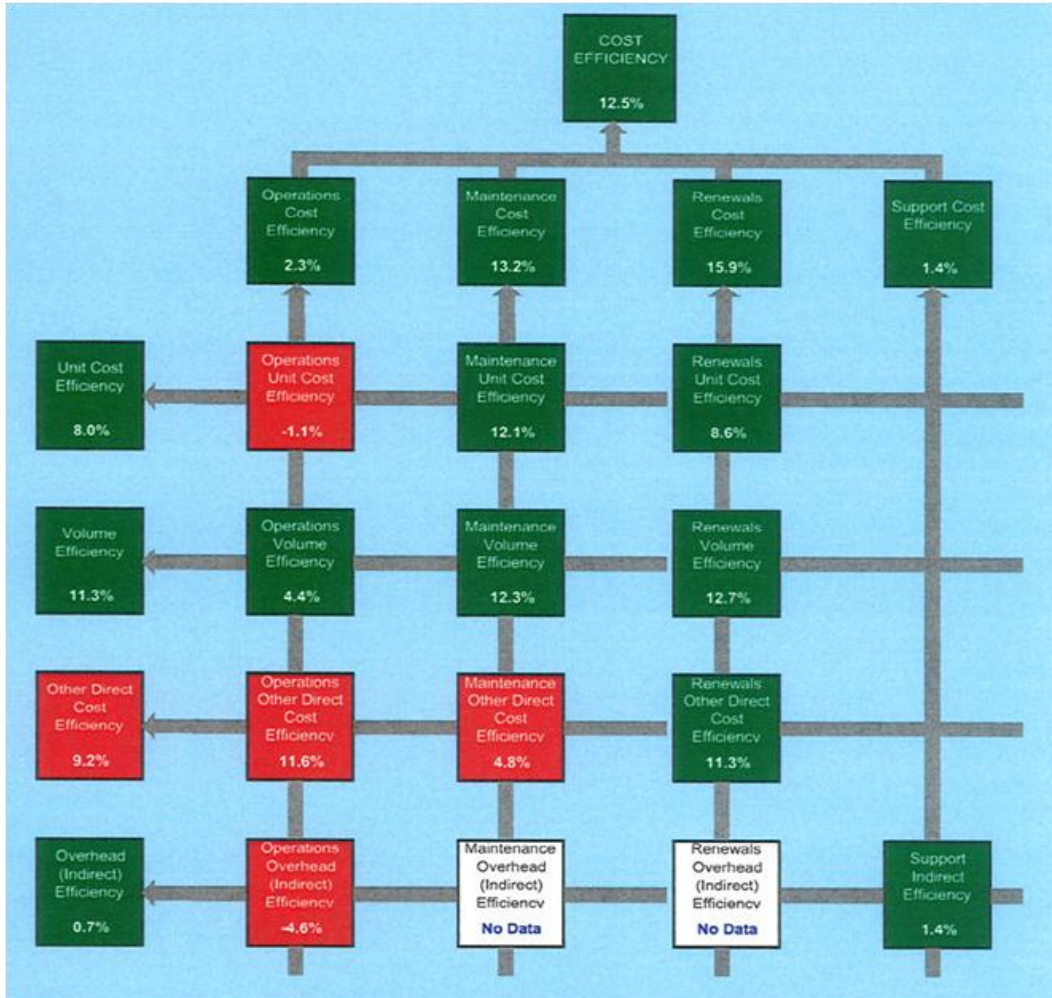 COST
EFFICIENCY
12.5%
Operations
Cost
Efficiency
2.3%
Maintenance
Cost
Efficiency
13.2%
Renewals
Cost
Efficiency
15.9%
Support Cost
Efficiency
1.4%
Unit Cost
Efficiency
8.0%
Operations
Unit Cost
Efficiency
-1.1%
Maintenance
Unit Cost
Efficiency
12.1%
Renewals
Unit Cost
Efficiency
8.6%
Volume
Efficiency
11.3%
Operations
Volume
Efficiency
4.4%
Maintenance
Volume
Efficiency
12.3%
Renewals
Volume
Efficiency
12.7%
Other Direct
Cost
Efficiency
9.2%
Operations
Other Direct
Cost
Efficiency
11.6%
Maintenance
Other Direct
Cost
Efficiency
4.8%
Renewals
Other Direct
Cost
Efficiency
11.3%
Overhead
(Indirect)
Efficiency
0.7%
Operations
Overhead
(Indirect)
Efficiency
-4.6%
Maintenance
Overhead
(Indirect)
Efficiency
No Data
Renewals
Overhead
(Indirect)
Efficiency
No Data
Support
Indirect
Efficiency
1.4%